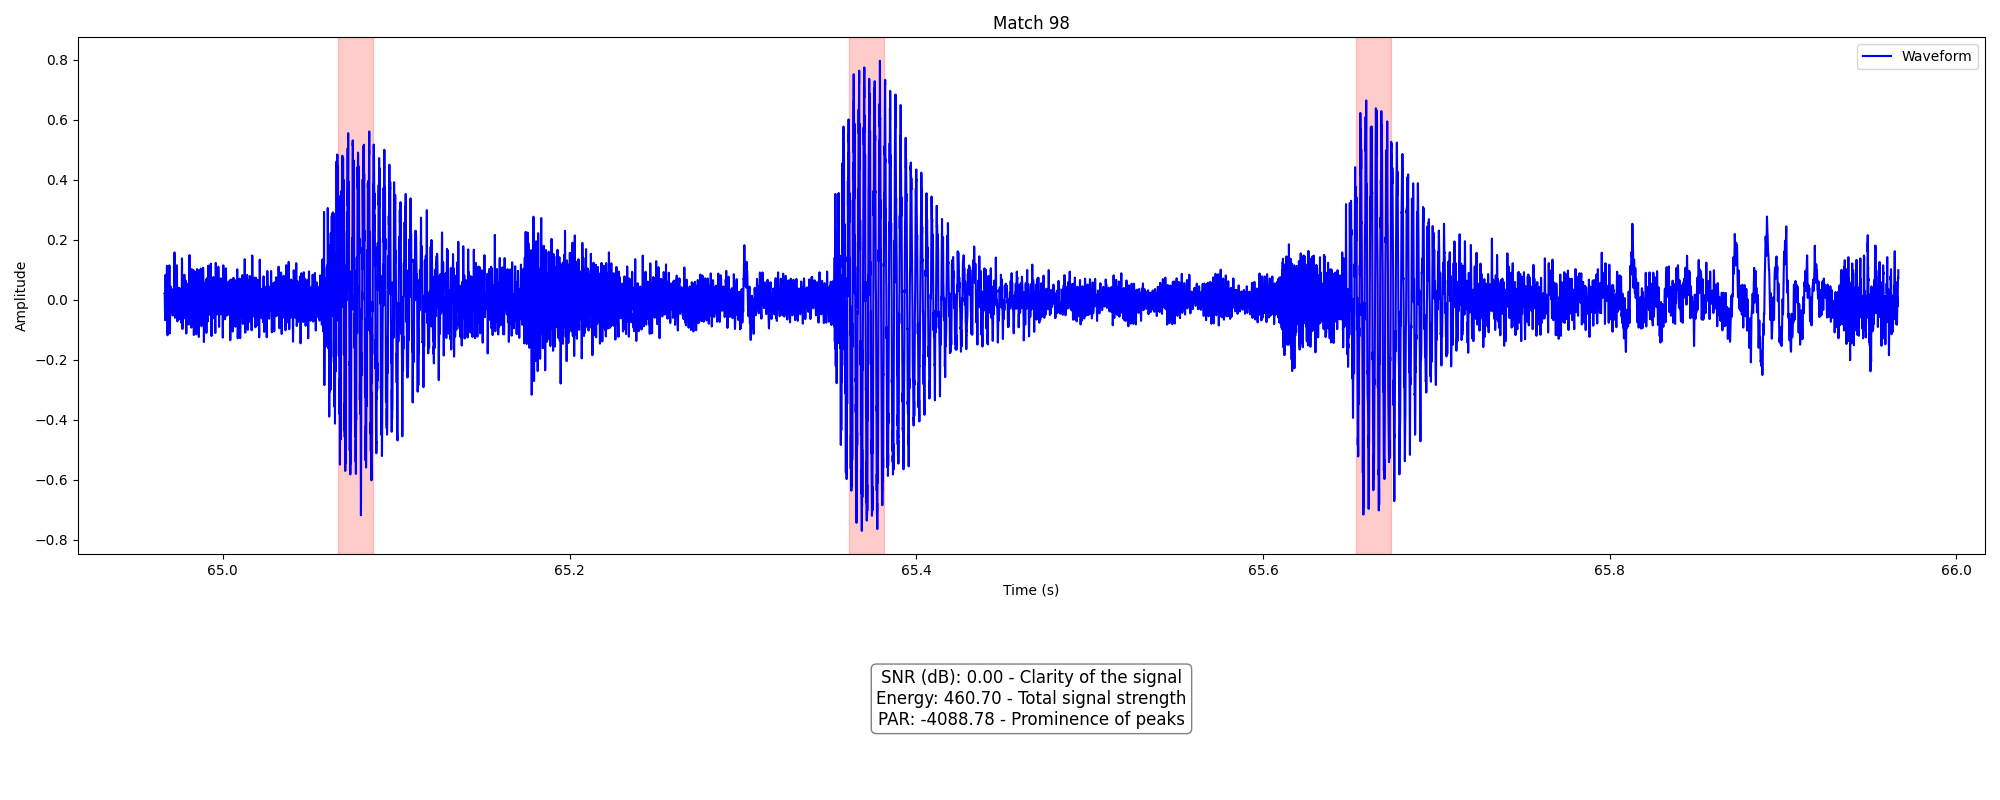 Match 98
Waveform
0.8
0.6
0.4
0.2
0.0
−0.2
−0.4
−0.6
−0.8
Amplitude
65.0 65.2 65.4 65.6 65.8 66.0
Time (s)
SNR (dB): 0.00 - Clarity of the signal
Energy: 460.70 - Total signal strength
PAR: -4088.78 - Prominence of peaks